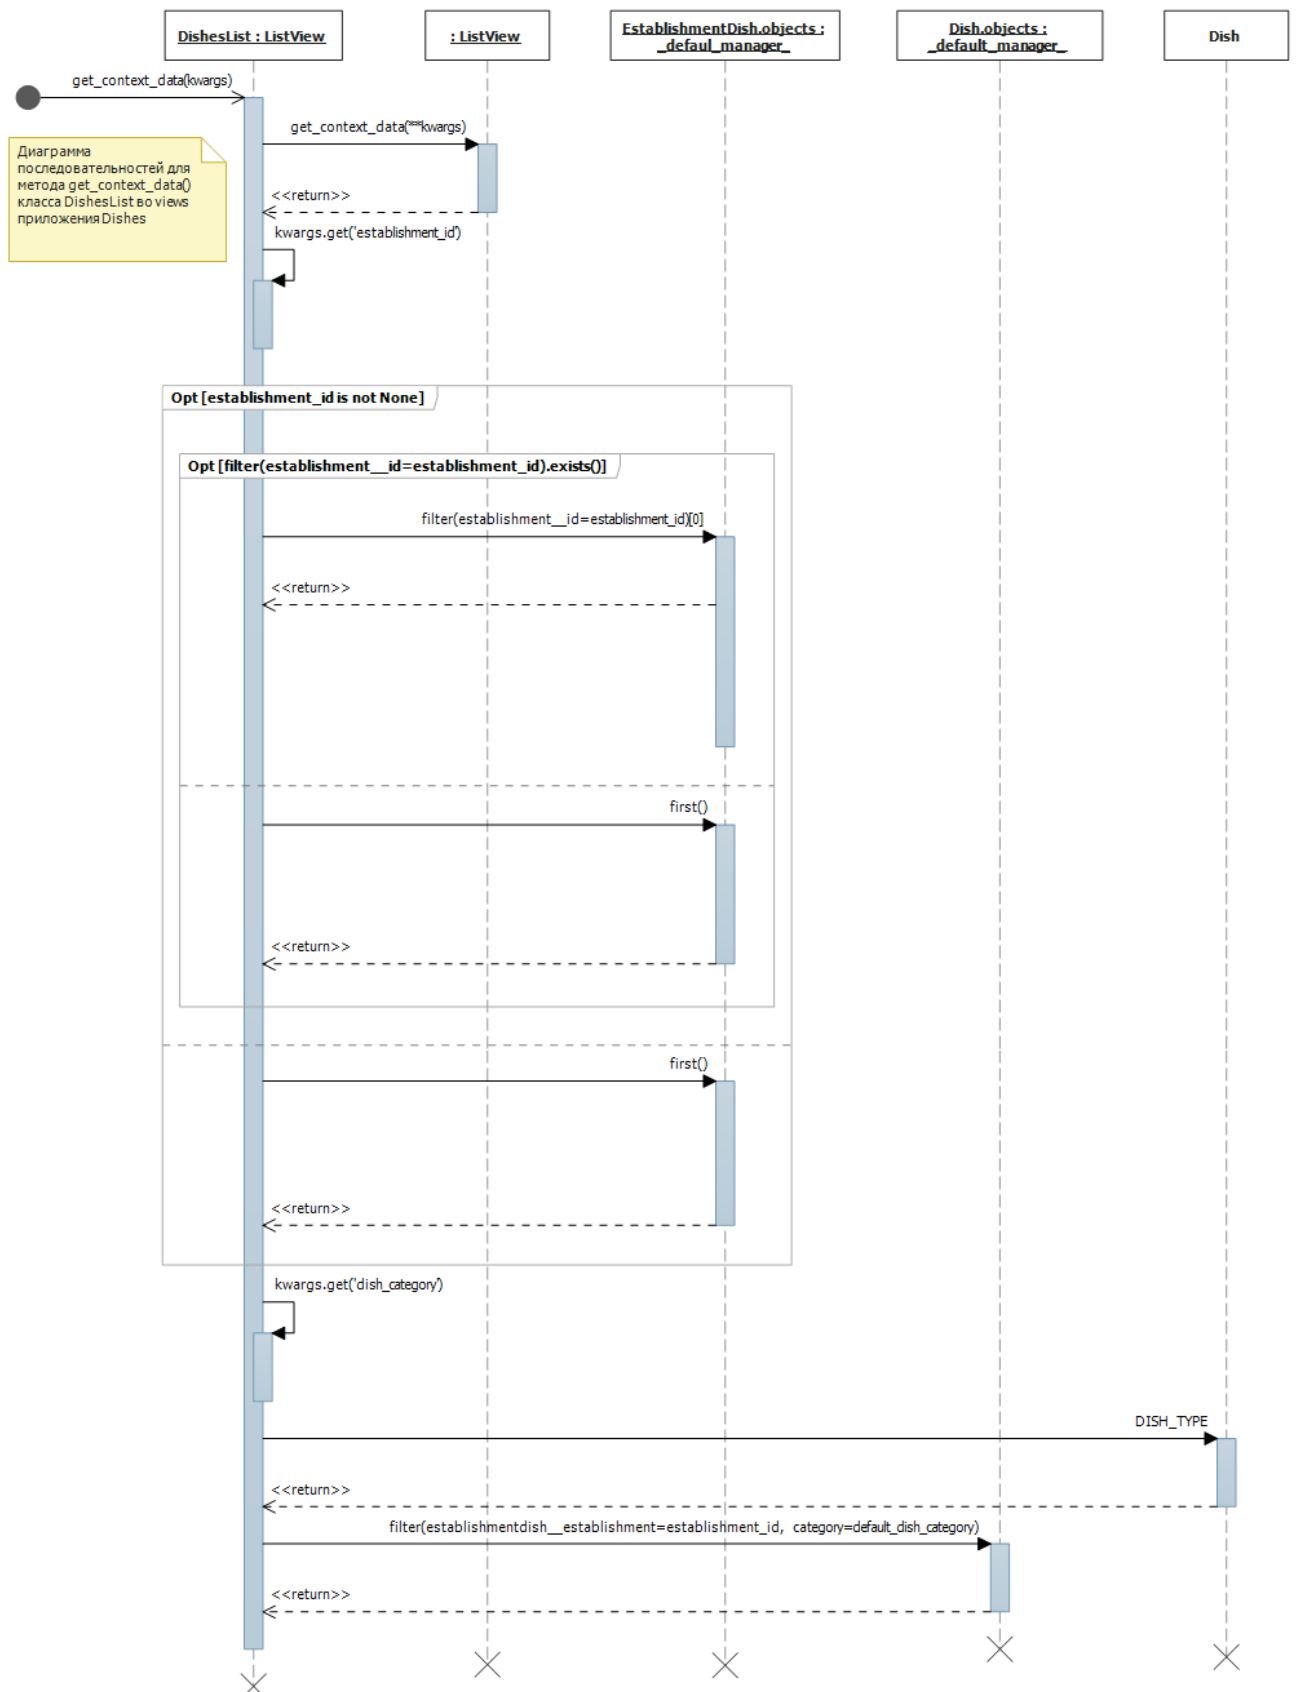 DishesList : ListView
: ListView
EstablishmentDish.objects :
_defaul_manager_
Dish.objects :
_default_manager_
Dish
get_context_data(kwargs)
get_context_data(**kwargs)
Диаграмма
последовательностей для
метода get_context_data()
класса DishesList во views
приложения Dishes
<<return>>
kwargs.get('establishment_id')
Opt [establishment_id is not None]
Opt [filter(establishment__id=establishment_id).exists()]
filter(establishment__id=establishment_id)[0]
<<return>>
first()
<<return>>
first()
<<return>>
kwargs.get('dish_category')
DISH_TYPE
<<return>>
filter(establishmentdish__establishment=establishment_id, category=default_dish_category)
<<return>>